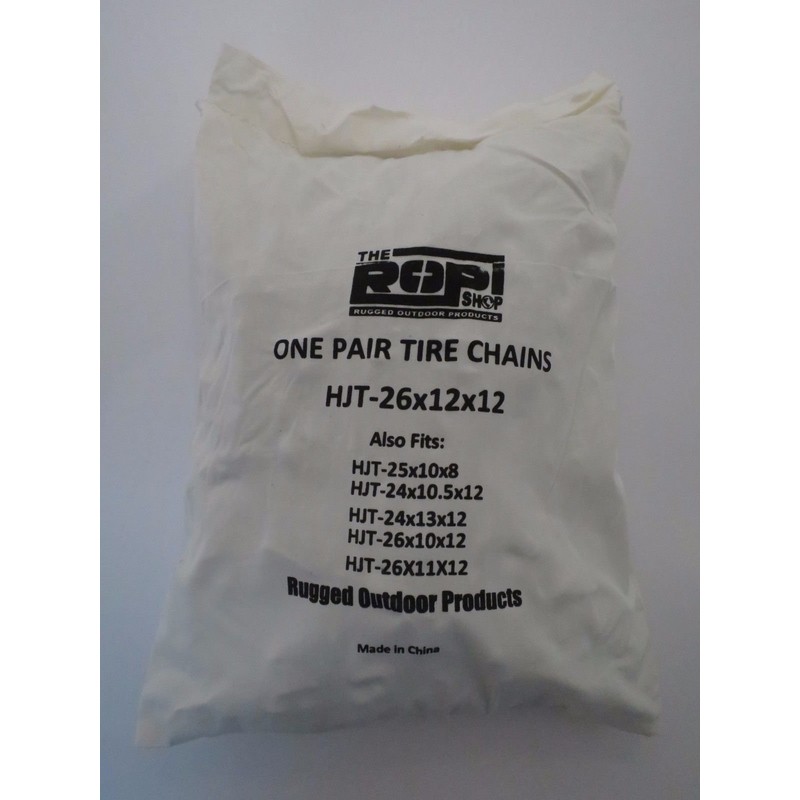 THE
ROP
SHOP
RUGGED OUTDOOR PRODUCTS
ONE PAIR TIRE CHAINS
HJT-26x12x12
Also Fits:
HJT-25x10x8
HJT-24x10.5x12
HJT-24x13x12
HJT-26x10x12
HJT-26X11X12
Rugged Outdoor Products
Made in China